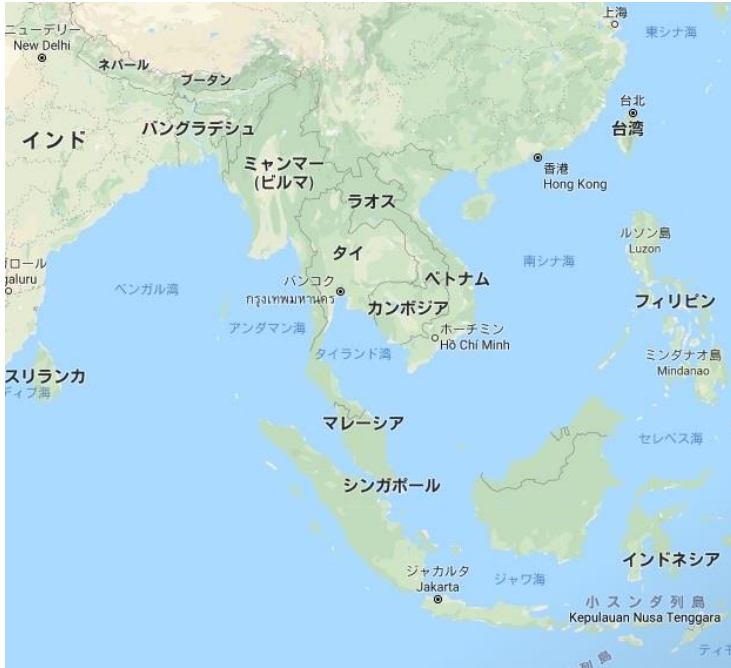 上海
東シナ海
ニューデリー
New Delhi
ネパール
ブータン
台北
台湾
バングラデシュ
インド
ミャンマー
(ビルマ)
香港
Hong Kong
ラオス
ルソン島
Luzon
タイ
南シナ海
ベトナム
ガロール
galuru
ベンガル湾
バンコク
กรุงเทพมหานคร
カンボジア
フィリピン
アンダマン海
ホーチミン
Hồ Chí Minh
タイランド湾
ミンダナオ島
Mindanao
スリランカ
ディブ海
マレーシア
セレベス海
シンガポール
インドネシア
ジャカルタ
Jakarta
ジャワ海
小スンダ列島
Kepulauan Nusa Tenggara
ティモ
列島